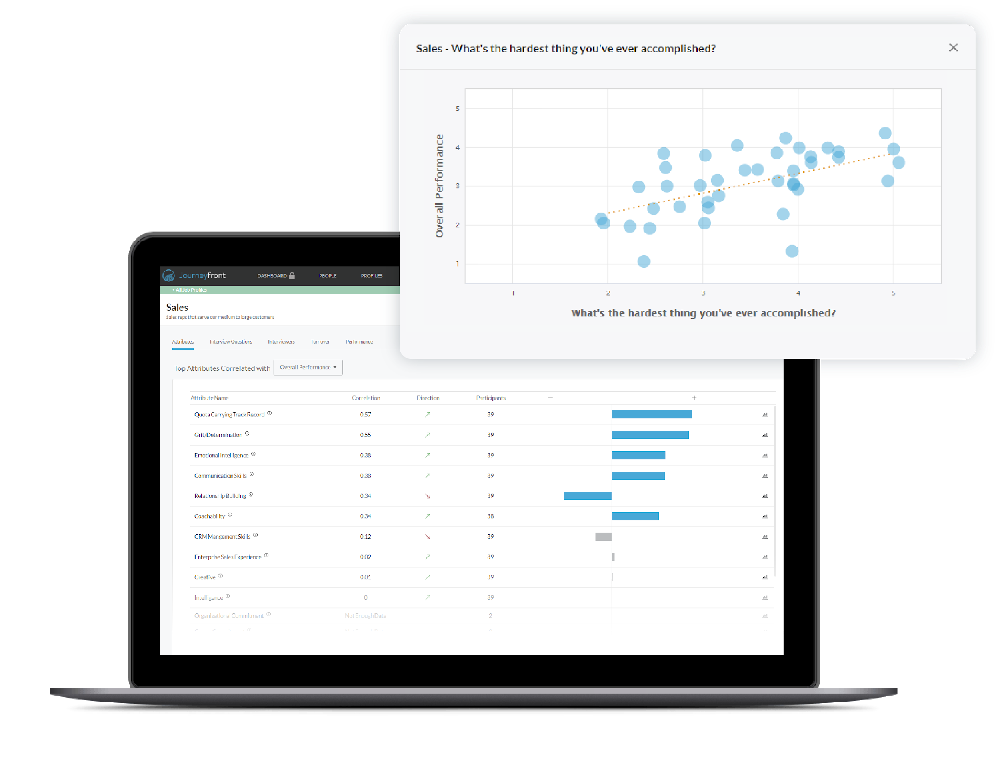 Sales - What's the hardest thing you've ever accomplished?
5
4
3
2
1
Overall Performance
1 2 3 4 5
What's the hardest thing you've ever accomplished?
Journeyfront DASHBOARD PEOPLE PROFILES
< All Job Profiles
Sales
Sales reps that serve our medium to large customers
Attributes Interview Questions Interviewers Turnover Performance
Top Attributes Correlated with Overall Performance
Attribute Name Correlation Direction Participants − +
Quota Carrying Track Record 0.57 39
Grit/Determination 0.55 39
Emotional Intelligence 0.38 39
Communication Skills 0.38 39
Relationship Building 0.34 39
Coachability 0.34 38
CRM Mangement Skills 0.12 39
Enterprise Sales Experience 0.02 39
Creative 0.01 39
Intelligence 0 39
Organizational Commitment Not Enough Data 2